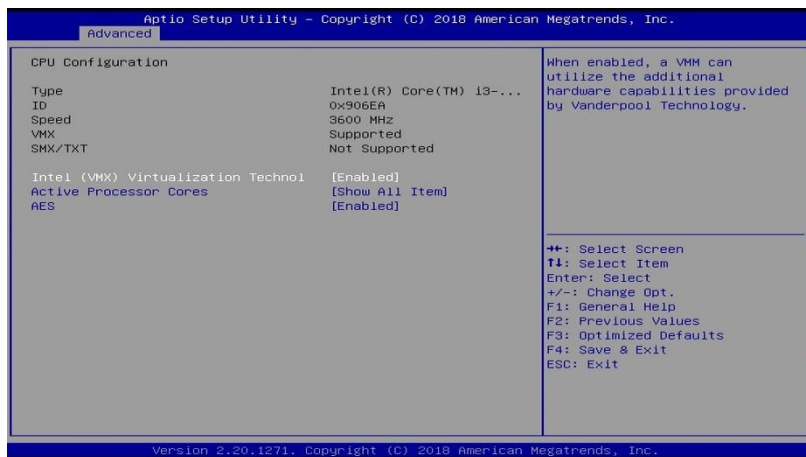 Aptio Setup Utility - Copyright (C) 2018 American Megatrends, Inc.
Advanced
CPU Configuration
Type Intel(R) Core(TM) i3-...
ID 0x906EA
Speed 3600 MHz
VMX Supported
SMX/TXT Not Supported
Intel (VMX) Virtualization Technol [Enabled]
Active Processor Cores [Show All Item]
AES [Enabled]
When enabled, a VMM can
utilize the additional
hardware capabilities provided
by Vanderpool Technology.
→←: Select Screen
↑↓: Select Item
Enter: Select
+/-: Change Opt.
F1: General Help
F2: Previous Values
F3: Optimized Defaults
F4: Save & Exit
ESC: Exit
Version 2.20.1271. Copyright (C) 2018 American Megatrends, Inc.